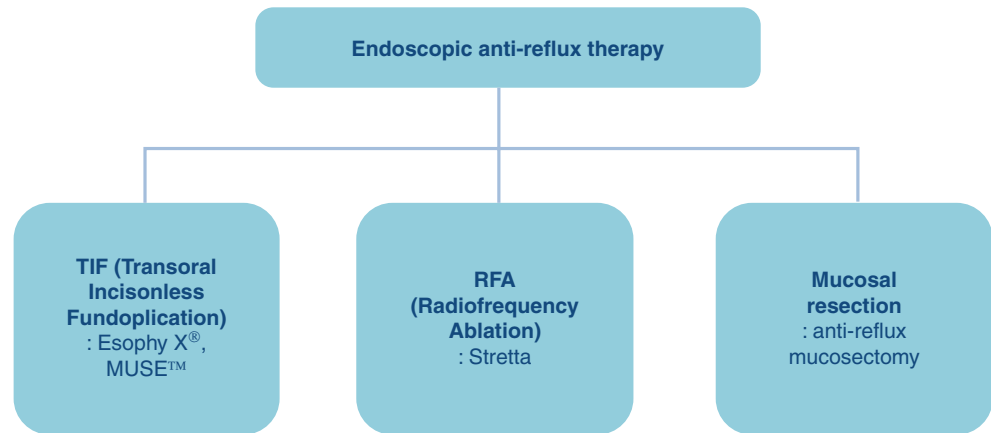 Endoscopic anti-reflux therapy
TIF (Transoral
Incisonless
Fundoplication)
: Esophy X®,
MUSE™
RFA
(Radiofrequency
Ablation)
: Stretta
Mucosal
resection
: anti-reflux
mucosectomy